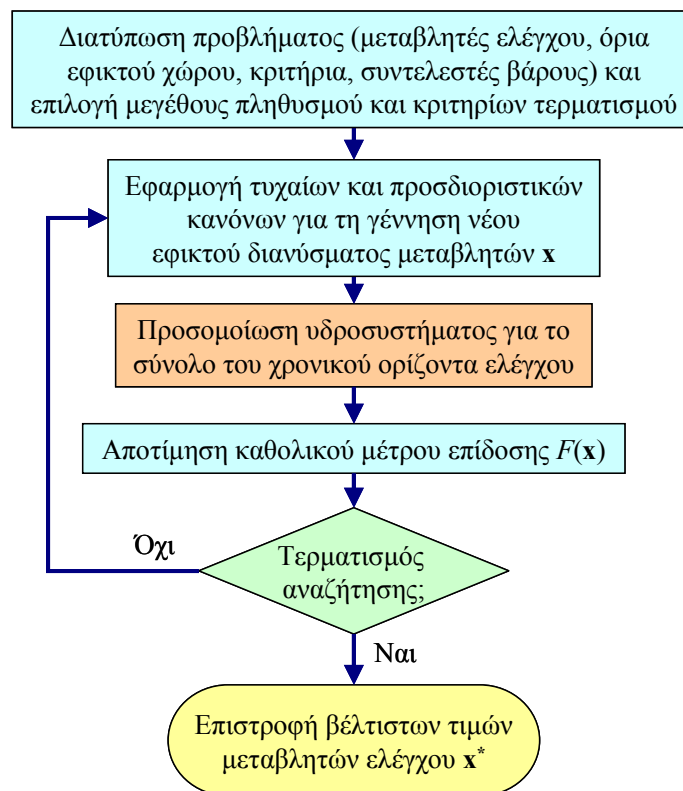 Διατύπωση προβλήματος (μεταβλητές ελέγχου, όρια
εφικτού χώρου, κριτήρια, συντελεστές βάρους) και
επιλογή μεγέθους πληθυσμού και κριτηρίων τερματισμού
Εφαρμογή τυχαίων και προσδιοριστικών
κανόνων για τη γέννηση νέου
εφικτού διανύσματος μεταβλητών x
Προσομοίωση υδροσυστήματος για το
σύνολο του χρονικού ορίζοντα ελέγχου
Αποτίμηση καθολικού μέτρου επίδοσης F(x)
Όχι
Τερματισμός
αναζήτησης;
Ναι
Επιστροφή βέλτιστων τιμών
μεταβλητών ελέγχου x*